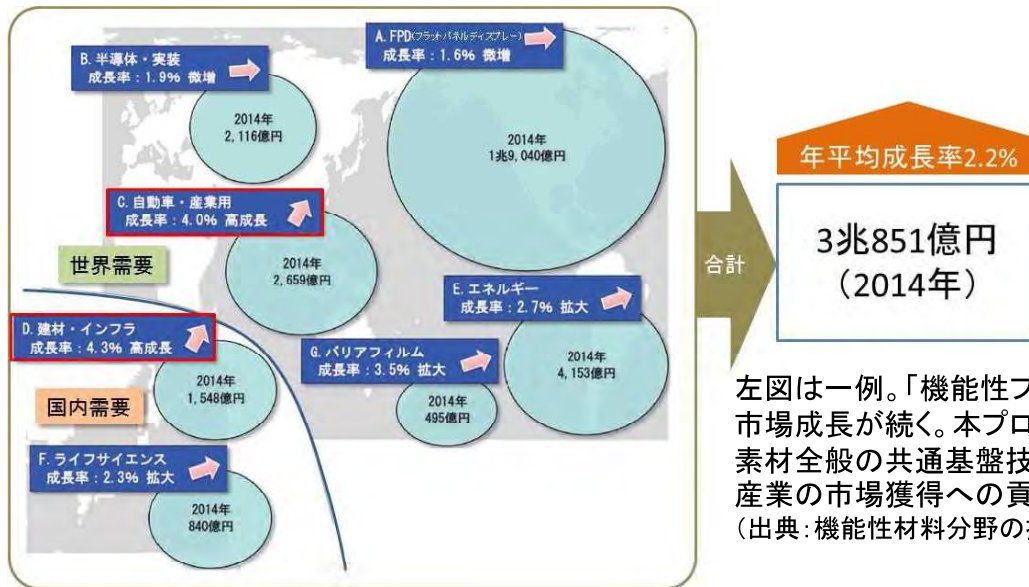 A. FPD(フラットパネルディスプレー)
成長率：1.6% 微増
2014年
1兆9,040億円
B. 半導体・実装
成長率：1.9% 微増
2014年
2,116億円
C. 自動車・産業用
成長率：4.0% 高成長
2014年
2,659億円
世界需要
D. 建材・インフラ
成長率：4.3% 高成長
2014年
1,548億円
国内需要
E. エネルギー
成長率：2.7% 拡大
2014年
4,153億円
F. ライフサイエンス
成長率：2.3% 拡大
2014年
840億円
G. バリアフィルム
成長率：3.5% 拡大
2014年
495億円
合計
年平均成長率2.2%
3兆851億円
（2014年）
左図は一例。「機能性フ
市場成長が続く。本プロ
素材全般の共通基盤技
産業の市場獲得への貢
（出典：機能性材料分野の